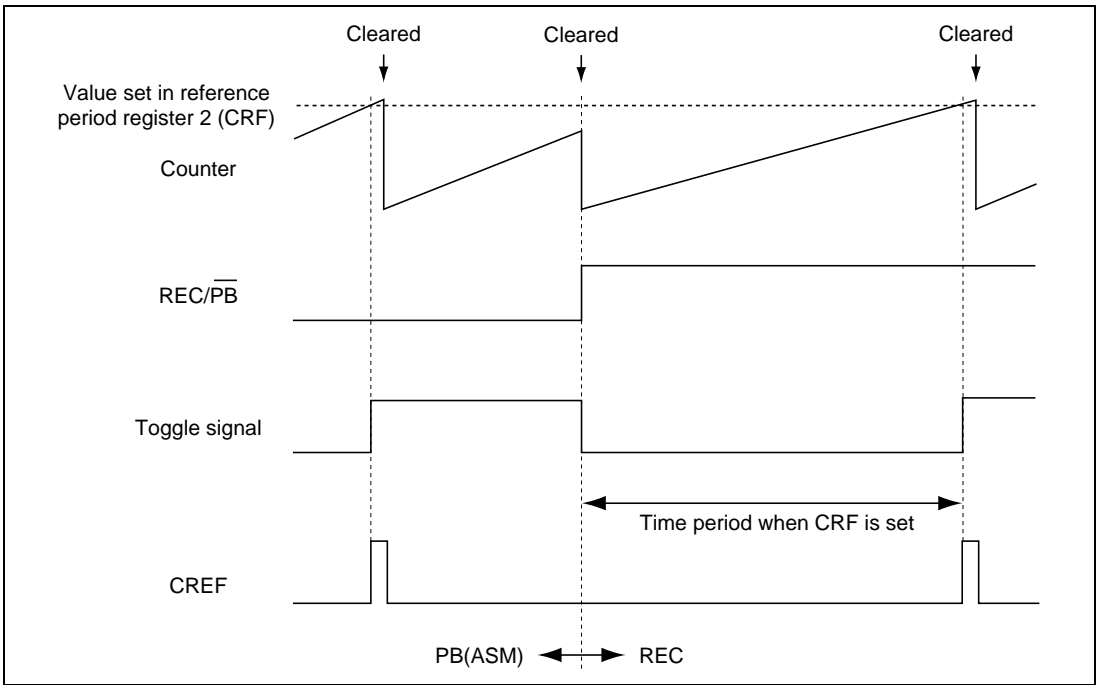 Cleared
Cleared
Cleared
Value set in reference
period register 2 (CRF)
Counter
REC/P̅B̅
Toggle signal
Time period when CRF is set
CREF
PB(ASM)
REC